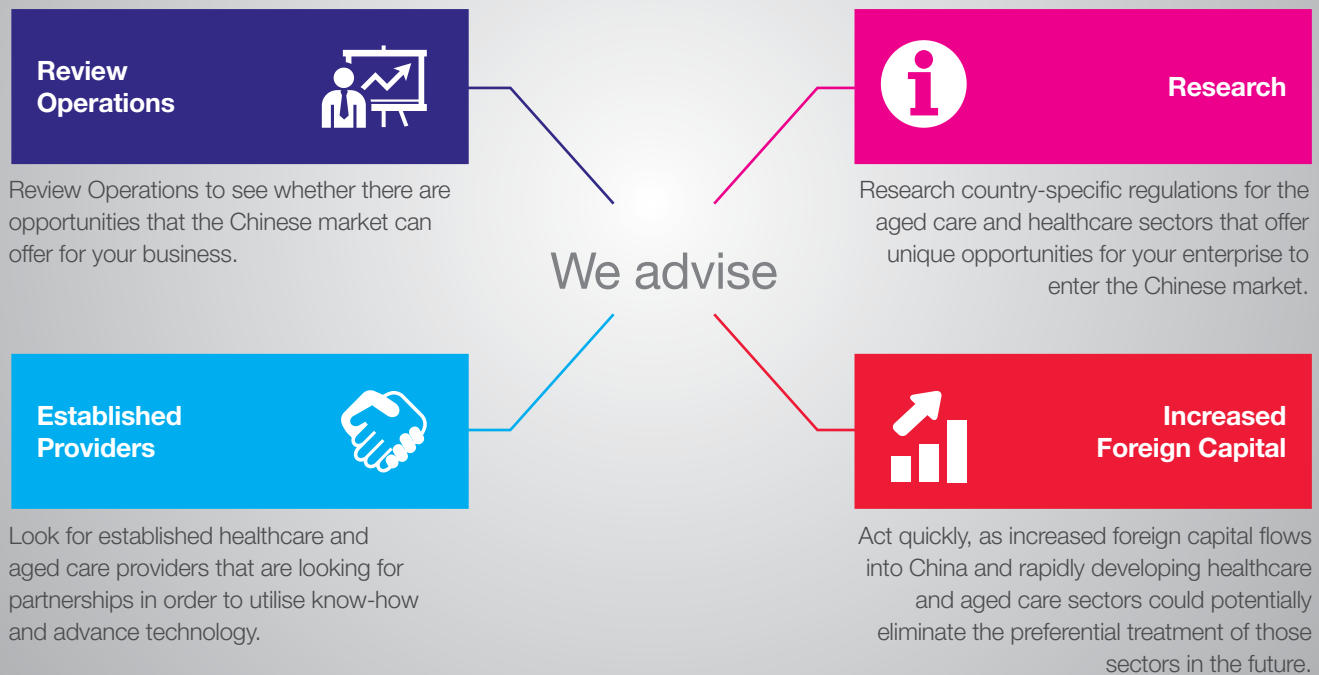 Review
Operations
Review Operations to see whether there are
opportunities that the Chinese market can
offer for your business.
Research
Research country-specific regulations for the
aged care and healthcare sectors that offer
unique opportunities for your enterprise to
enter the Chinese market.
We advise
Established
Providers
Look for established healthcare and
aged care providers that are looking for
partnerships in order to utilise know-how
and advance technology.
Increased
Foreign Capital
Act quickly, as increased foreign capital flows
into China and rapidly developing healthcare
and aged care sectors could potentially
eliminate the preferential treatment of those
sectors in the future.